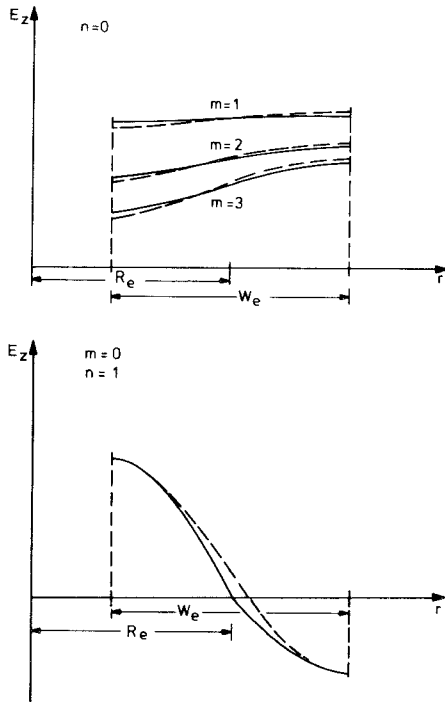 E_z
n=0
m=1
m=2
m=3
R_e
r
W_e
E_z
m=0
n=1
W_e
r
R_e